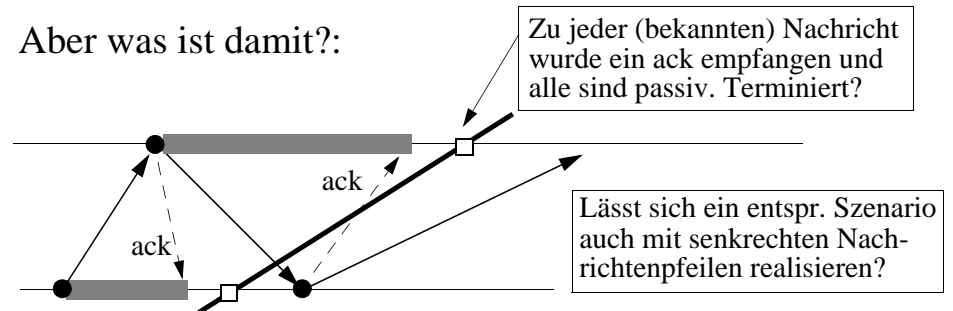 Aber was ist damit?:
Zu jeder (bekannten) Nachricht
wurde ein ack empfangen und
alle sind passiv. Terminiert?
ack
ack
Lässt sich ein entspr. Szenario
auch mit senkrechten Nach-
richtenpfeilen realisieren?